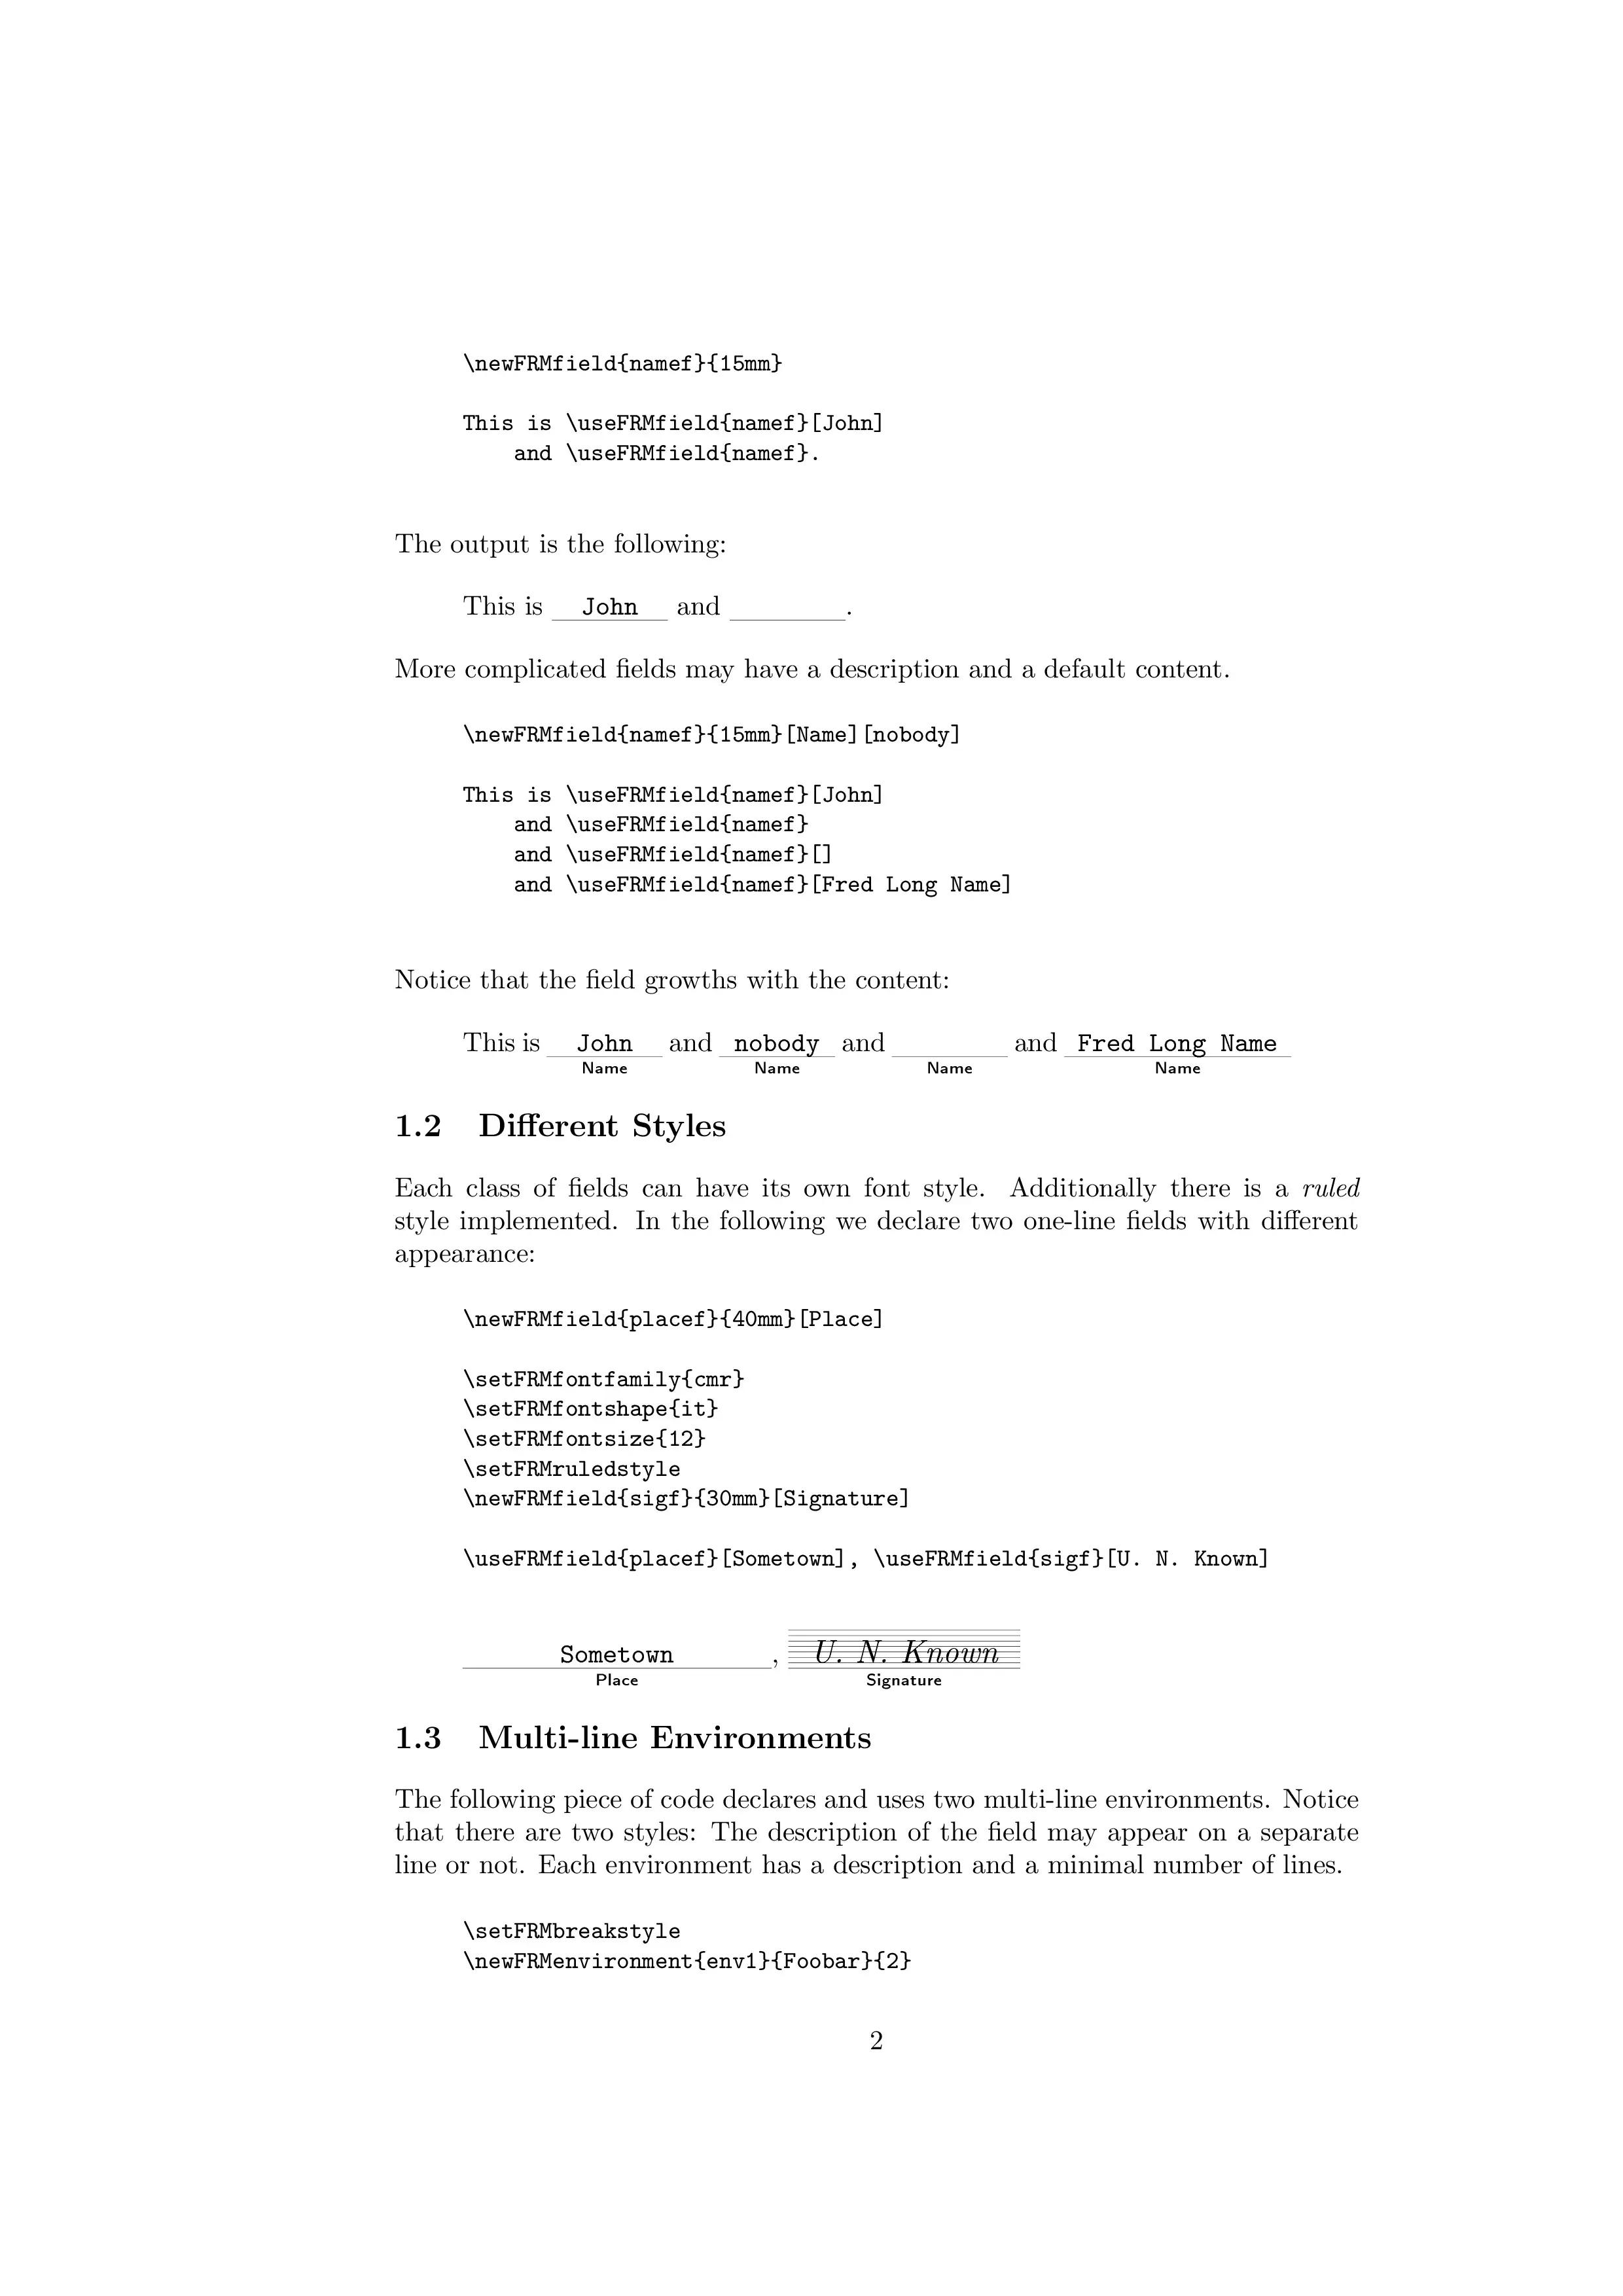 \newFRMfield{namef}{15mm}
This is \useFRMfield{namef}[John]
    and \useFRMfield{namef}.
The output is the following:
This is John and .
More complicated fields may have a description and a default content.
\newFRMfield{namef}{15mm}[Name][nobody]
This is \useFRMfield{namef}[John]
    and \useFRMfield{namef}
    and \useFRMfield{namef}[]
    and \useFRMfield{namef}[Fred Long Name]
Notice that the field growths with the content:
This is John and nobody and and Fred Long Name
Name Name Name Name
1.2 Different Styles
Each class of fields can have its own font style. Additionally there is a ruled
style implemented. In the following we declare two one-line fields with different
appearance:
\newFRMfield{placef}{40mm}[Place]
\setFRMfontfamily{cmr}
\setFRMfontshape{it}
\setFRMfontsize{12}
\setFRMruledstyle
\newFRMfield{sigf}{30mm}[Signature]
\useFRMfield{placef}[Sometown], \useFRMfield{sigf}[U. N. Known]
Sometown, U. N. Known
Place Signature
1.3 Multi-line Environments
The following piece of code declares and uses two multi-line environments. Notice
that there are two styles: The description of the field may appear on a separate
line or not. Each environment has a description and a minimal number of lines.
\setFRMbreakstyle
\newFRMenvironment{env1}{Foobar}{2}
2